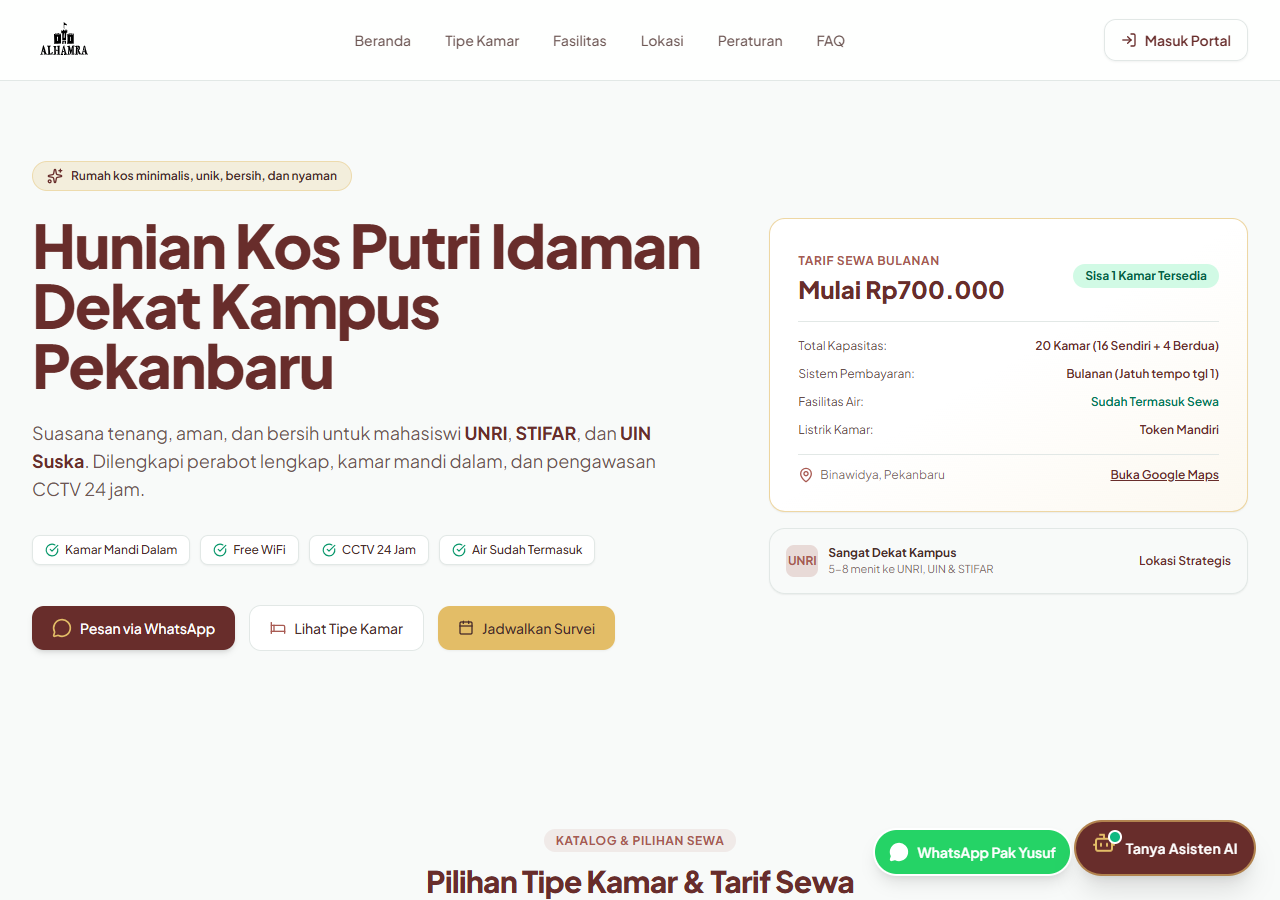 ALHAMRA
Beranda
Tipe Kamar
Fasilitas
Lokasi
Peraturan
FAQ
Masuk Portal
Rumah kos minimalis, unik, bersih, dan nyaman
Hunian Kos Putri Idaman
Dekat Kampus
Pekanbaru
Suasana tenang, aman, dan bersih untuk mahasiswi UNRI, STIFAR, dan UIN
Suska. Dilengkapi perabot lengkap, kamar mandi dalam, dan pengawasan
CCTV 24 jam.
Kamar Mandi Dalam
Free WiFi
CCTV 24 Jam
Air Sudah Termasuk
Pesan via WhatsApp
Lihat Tipe Kamar
Jadwalkan Survei
TARIF SEWA BULANAN
Mulai Rp700.000
Sisa 1 Kamar Tersedia
Total Kapasitas:
20 Kamar (16 Sendiri + 4 Berdua)
Sistem Pembayaran:
Bulanan (Jatuh tempo tgl 1)
Fasilitas Air:
Sudah Termasuk Sewa
Listrik Kamar:
Token Mandiri
Binawidya, Pekanbaru
Buka Google Maps
UNRI
Sangat Dekat Kampus
5–8 menit ke UNRI, UIN & STIFAR
Lokasi Strategis
KATALOG & PILIHAN SEWA
Pilihan Tipe Kamar & Tarif Sewa
WhatsApp Pak Yusuf
Tanya Asisten AI